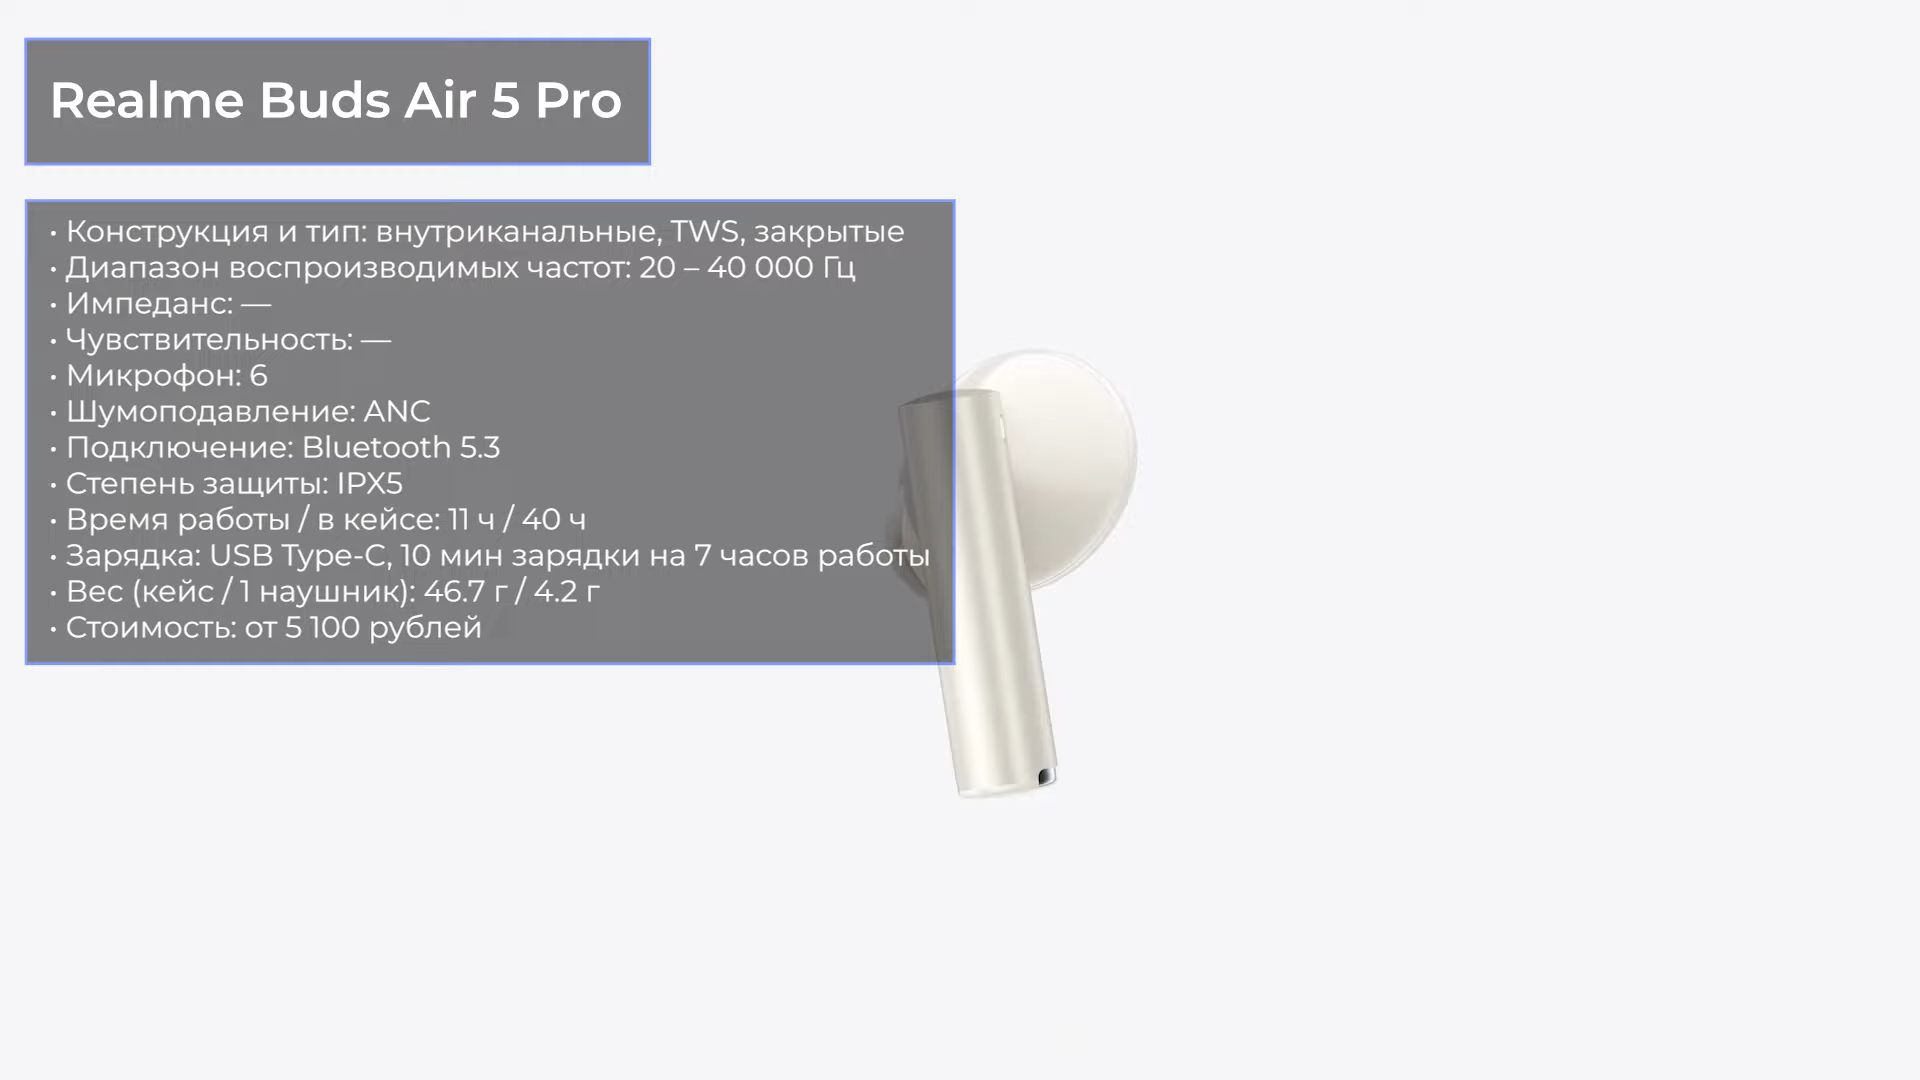 Realme Buds Air 5 Pro
• Конструкция и тип: внутриканальные, TWS, закрытые
• Диапазон воспроизводимых частот: 20 – 40 000 Гц
• Импеданс: —
• Чувствительность: —
• Микрофон: 6
• Шумоподавление: ANC
• Подключение: Bluetooth 5.3
• Степень защиты: IPX5
• Время работы / в кейсе: 11 ч / 40 ч
• Зарядка: USB Type-C, 10 мин зарядки на 7 часов работы
• Вес (кейс / 1 наушник): 46.7 г / 4.2 г
• Стоимость: от 5 100 рублей